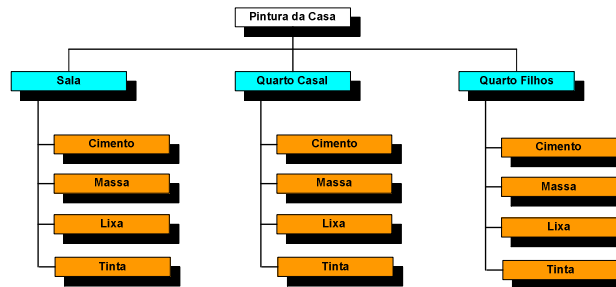 Pintura da Casa
Sala
Quarto Casal
Quarto Filhos
Cimento
Cimento
Cimento
Massa
Massa
Massa
Lixa
Lixa
Lixa
Tinta
Tinta
Tinta